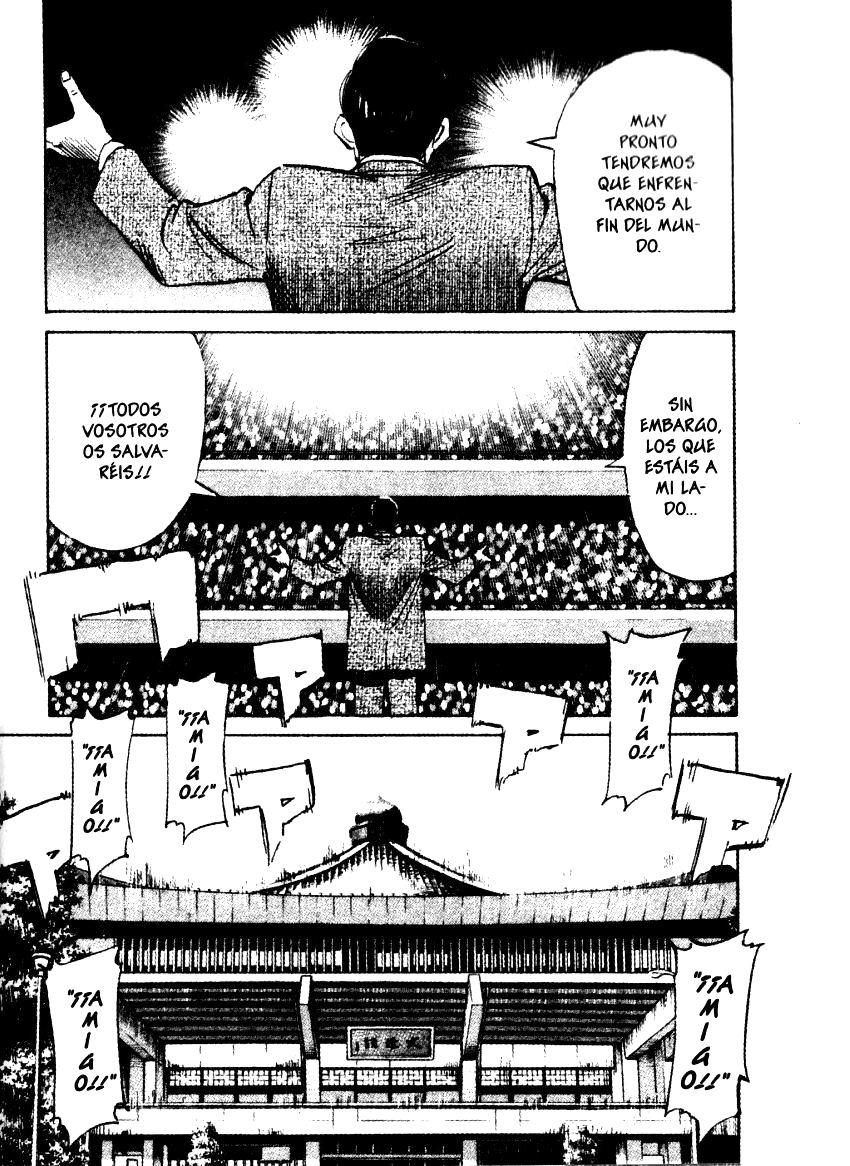 MUY
PRONTO
TENDREMOS
QUE ENFREN-
TARNOS AL
FIN DEL MUN-
DO.
SIN
EMBARGO,
LOS QUE
ESTÁIS A
MI LA-
DO...
¡¡TODOS
VOSOTROS
OS SALVA-
RÉIS!!
"¡¡A
M
I
G
O!!"
"¡¡A
M
I
G
O!!"
"¡¡A
M
I
G
O!!"
"¡¡A
M
I
G
O!!"
"¡¡A
M
I
G
O!!"